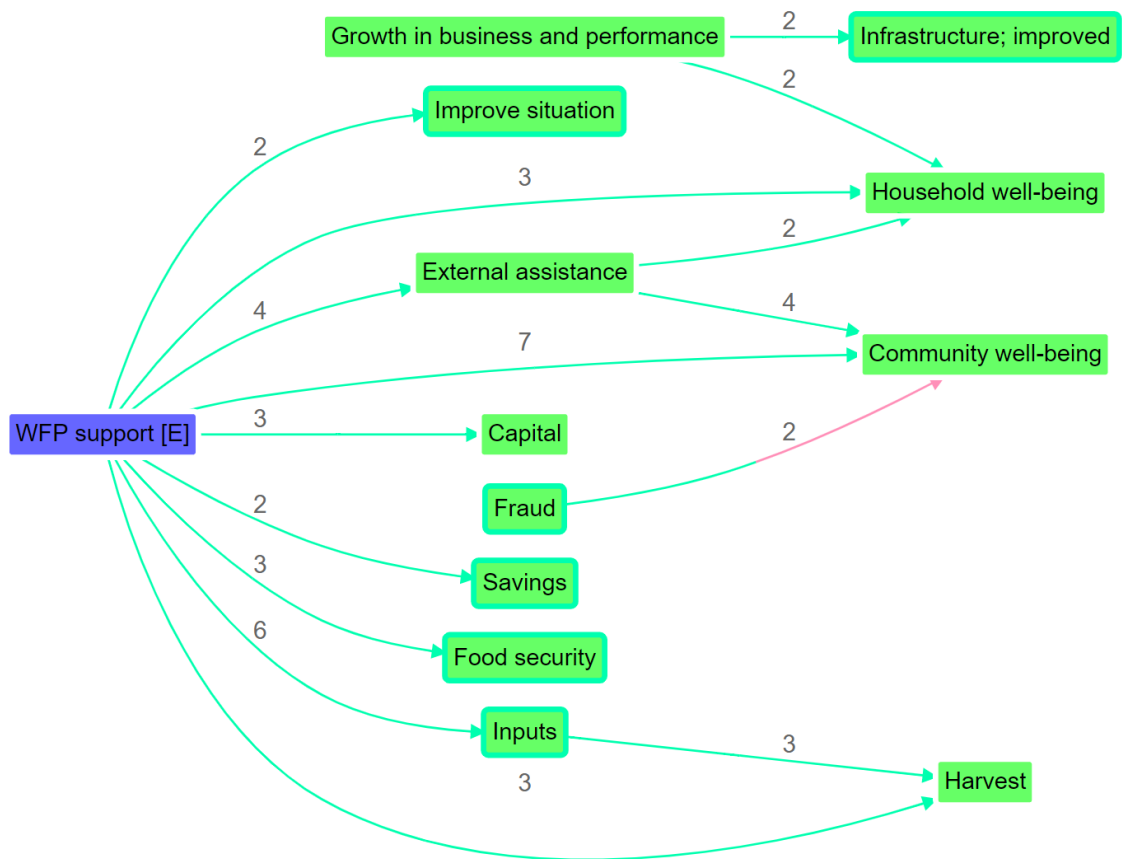 Growth in business and performance
2
Infrastructure; improved
2
Improve situation
2
3
Household well-being
2
External assistance
4
4
7
Community well-being
WFP support [E]
3
Capital
2
Fraud
2
Savings
3
Food security
6
Inputs
3
Harvest
3